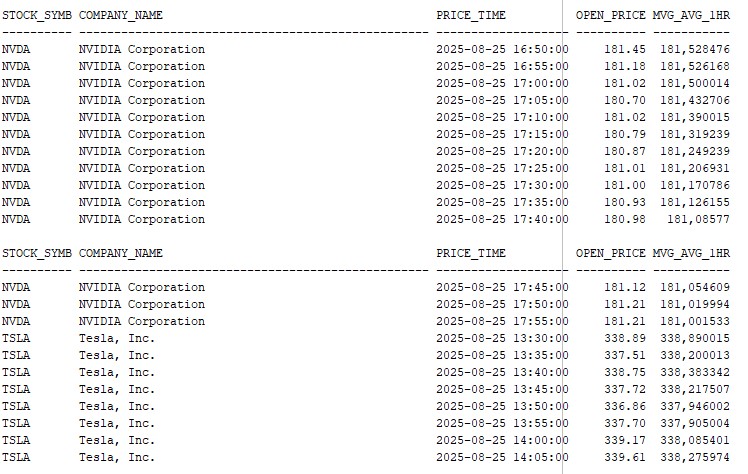 STOCK_SYMB COMPANY_NAME PRICE_TIME OPEN_PRICE MVG_AVG_1HR
---------- -------------------------------------------------- ------------------- ---------- -----------
NVDA NVIDIA Corporation 2025-08-25 16:50:00 181.45 181,528476
NVDA NVIDIA Corporation 2025-08-25 16:55:00 181.18 181,526168
NVDA NVIDIA Corporation 2025-08-25 17:00:00 181.02 181,500014
NVDA NVIDIA Corporation 2025-08-25 17:05:00 180.70 181,432706
NVDA NVIDIA Corporation 2025-08-25 17:10:00 181.02 181,390015
NVDA NVIDIA Corporation 2025-08-25 17:15:00 180.79 181,319239
NVDA NVIDIA Corporation 2025-08-25 17:20:00 180.87 181,249239
NVDA NVIDIA Corporation 2025-08-25 17:25:00 181.01 181,206931
NVDA NVIDIA Corporation 2025-08-25 17:30:00 181.00 181,170786
NVDA NVIDIA Corporation 2025-08-25 17:35:00 180.93 181,126155
NVDA NVIDIA Corporation 2025-08-25 17:40:00 180.98 181,08577
STOCK_SYMB COMPANY_NAME PRICE_TIME OPEN_PRICE MVG_AVG_1HR
---------- -------------------------------------------------- ------------------- ---------- -----------
NVDA NVIDIA Corporation 2025-08-25 17:45:00 181.12 181,054609
NVDA NVIDIA Corporation 2025-08-25 17:50:00 181.21 181,019994
NVDA NVIDIA Corporation 2025-08-25 17:55:00 181.21 181,001533
TSLA Tesla, Inc. 2025-08-25 13:30:00 338.89 338,890015
TSLA Tesla, Inc. 2025-08-25 13:35:00 337.51 338,200013
TSLA Tesla, Inc. 2025-08-25 13:40:00 338.75 338,383342
TSLA Tesla, Inc. 2025-08-25 13:45:00 337.72 338,217507
TSLA Tesla, Inc. 2025-08-25 13:50:00 336.86 337,946002
TSLA Tesla, Inc. 2025-08-25 13:55:00 337.70 337,905004
TSLA Tesla, Inc. 2025-08-25 14:00:00 339.17 338,085401
TSLA Tesla, Inc. 2025-08-25 14:05:00 339.61 338,275974